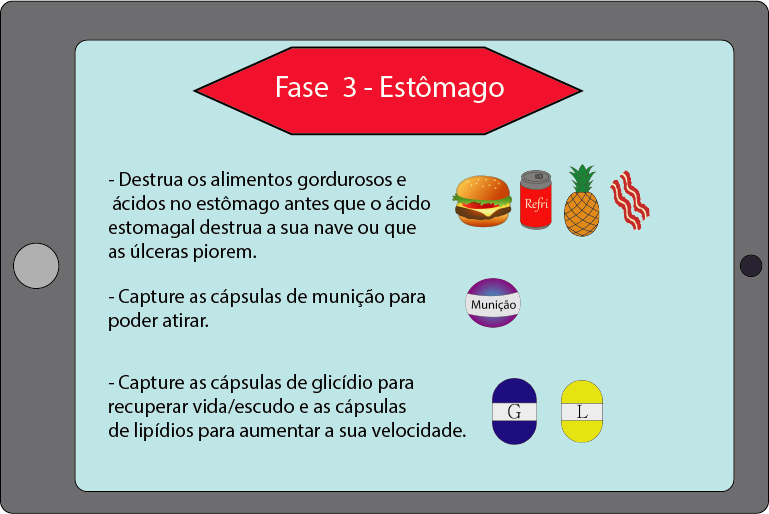 Fase 3 - Estômago
- Destrua os alimentos gordurosos e
ácidos no estômago antes que o ácido
estomagal destrua a sua nave ou que
as úlceras piorem.
Refri
- Capture as cápsulas de munição para
poder atirar.
Munição
- Capture as cápsulas de glicídio para
recuperar vida/escudo e as cápsulas
de lipídios para aumentar a sua velocidade.
G
L